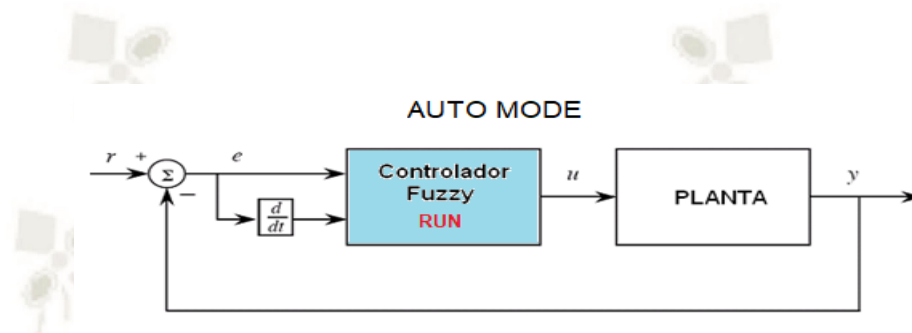 AUTO MODE
r + e
Σ
−
d
dt
Controlador
Fuzzy
RUN
u
PLANTA
y